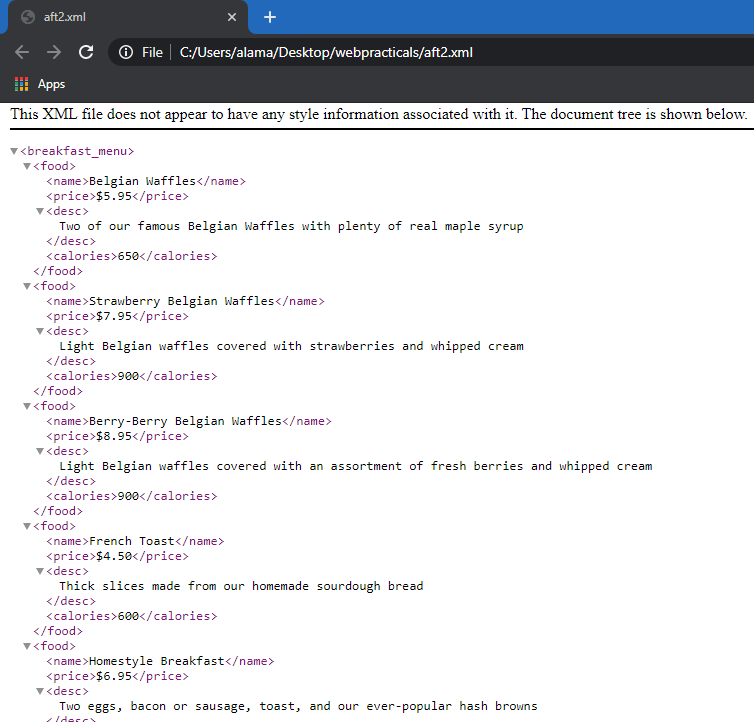 aft2.xml
File C:/Users/alama/Desktop/webpracticals/aft2.xml
Apps
This XML file does not appear to have any style information associated with it. The document tree is shown below.
<breakfast_menu>
<food>
<name>Belgian Waffles</name>
<price>$5.95</price>
<desc>
Two of our famous Belgian Waffles with plenty of real maple syrup
</desc>
<calories>650</calories>
</food>
<food>
<name>Strawberry Belgian Waffles</name>
<price>$7.95</price>
<desc>
Light Belgian waffles covered with strawberries and whipped cream
</desc>
<calories>900</calories>
</food>
<food>
<name>Berry-Berry Belgian Waffles</name>
<price>$8.95</price>
<desc>
Light Belgian waffles covered with an assortment of fresh berries and whipped cream
</desc>
<calories>900</calories>
</food>
<food>
<name>French Toast</name>
<price>$4.50</price>
<desc>
Thick slices made from our homemade sourdough bread
</desc>
<calories>600</calories>
</food>
<food>
<name>Homestyle Breakfast</name>
<price>$6.95</price>
<desc>
Two eggs, bacon or sausage, toast, and our ever-popular hash browns
</desc>